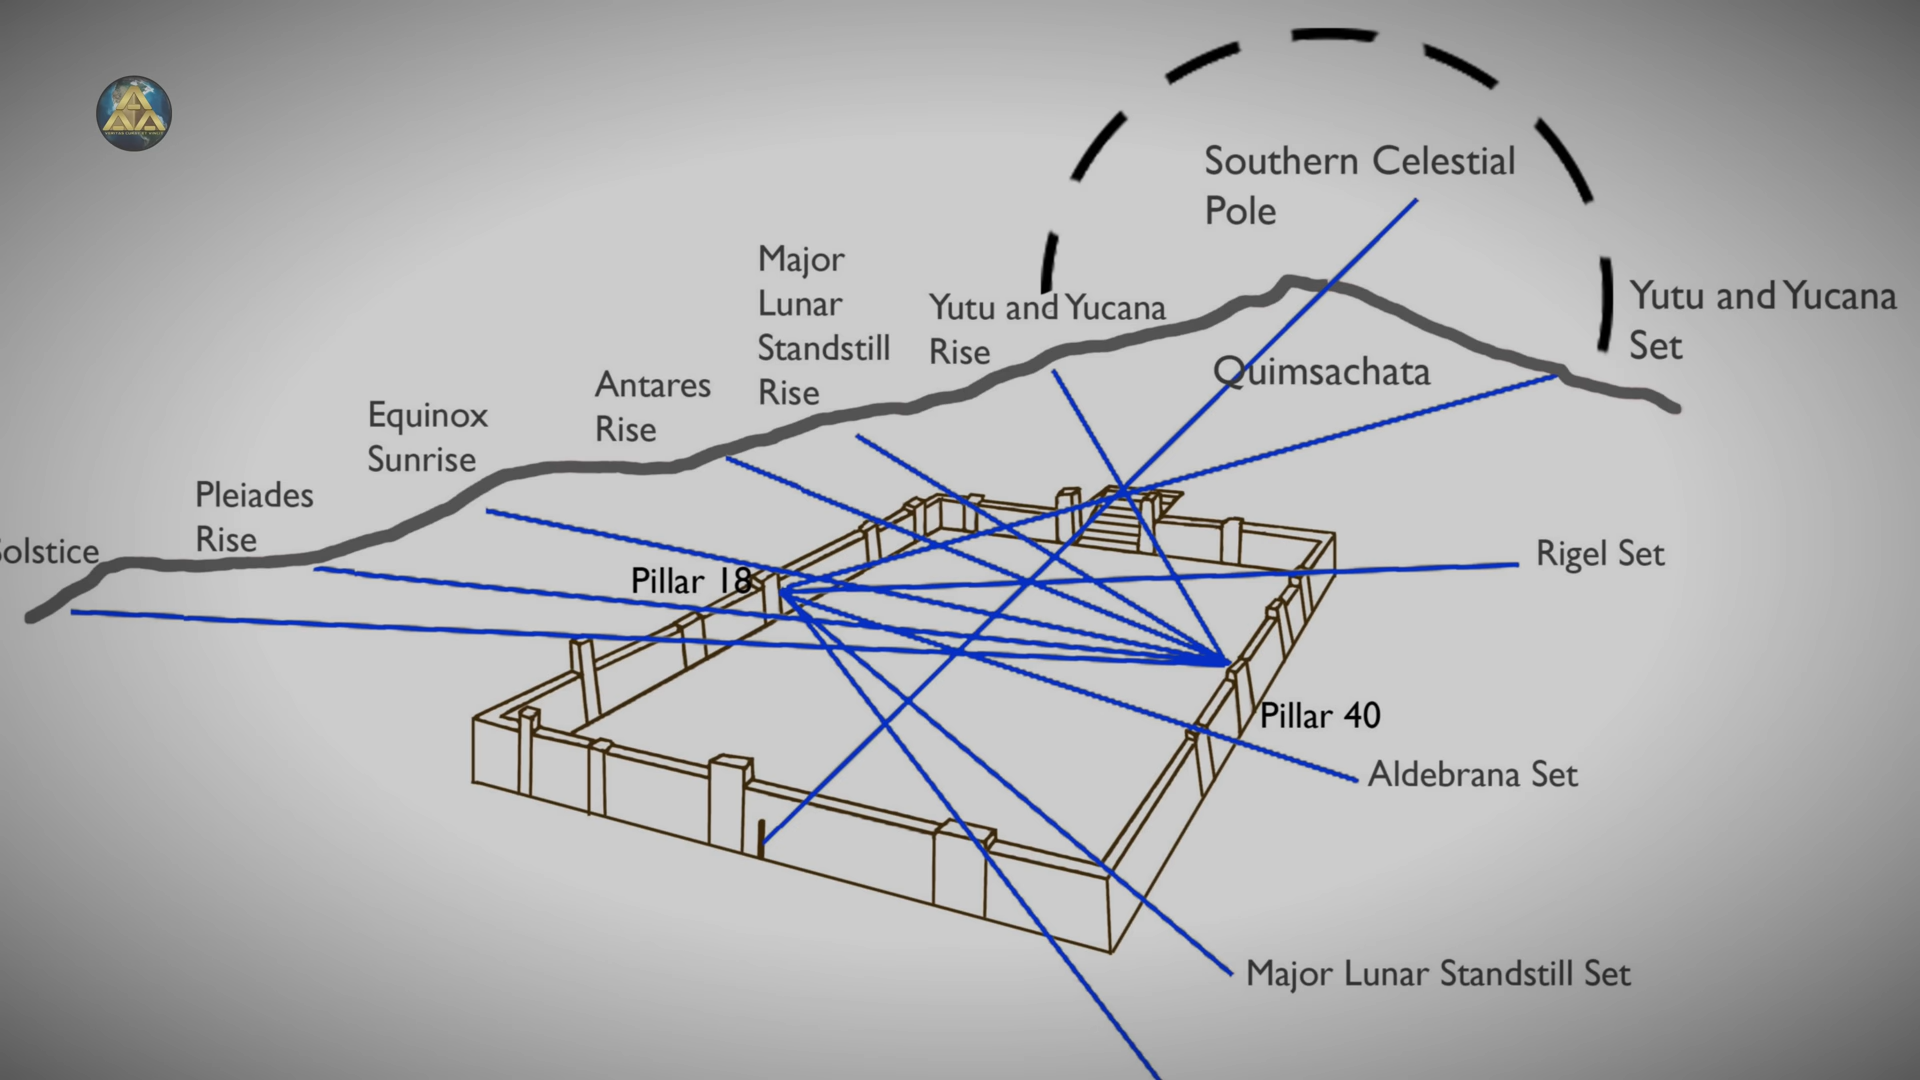 Southern Celestial
Pole
Major
Lunar
Standstill
Rise
Yutu and Yucana
Rise
Yutu and Yucana
Set
Quimsachata
Antares
Rise
Equinox
Sunrise
Pleiades
Rise
Solstice
Pillar 18
Rigel Set
Pillar 40
Aldebrana Set
Major Lunar Standstill Set